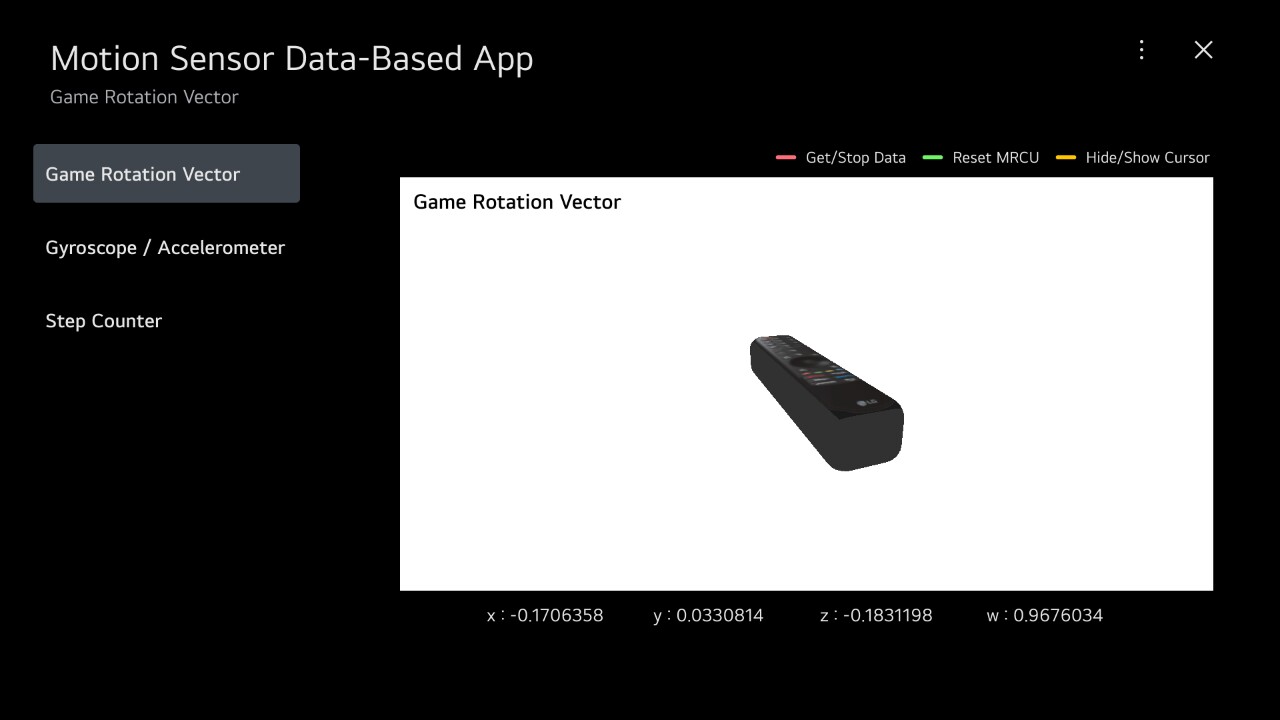 Motion Sensor Data-Based App
Game Rotation Vector
Game Rotation Vector
Gyroscope / Accelerometer
Step Counter
Get/Stop Data Reset MRCU Hide/Show Cursor
Game Rotation Vector
LG
x : -0.1706358 y : 0.0330814 z : -0.1831198 w : 0.9676034